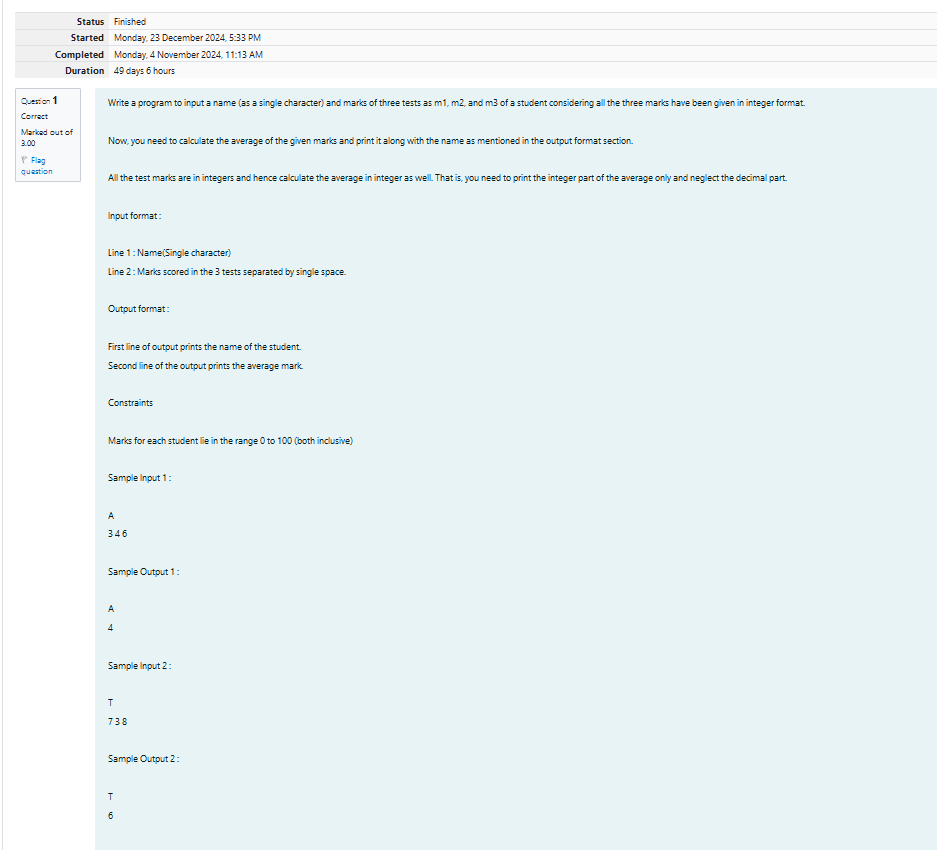 Status Finished
Started Monday, 23 December 2024, 5:33 PM
Completed Monday, 4 November 2024, 11:13 AM
Duration 49 days 6 hours
Question 1
Correct
Marked out of
3.00
Flag
question
Write a program to input a name (as a single character) and marks of three tests as m1, m2, and m3 of a student considering all the three marks have been given in integer format.
Now, you need to calculate the average of the given marks and print it along with the name as mentioned in the output format section.
All the test marks are in integers and hence calculate the average in integer as well. That is, you need to print the integer part of the average only and neglect the decimal part.
Input format :
Line 1 : Name(Single character)
Line 2 : Marks scored in the 3 tests separated by single space.
Output format :
First line of output prints the name of the student.
Second line of the output prints the average mark.
Constraints
Marks for each student lie in the range 0 to 100 (both inclusive)
Sample Input 1 :
A
3 4 6
Sample Output 1 :
A
4
Sample Input 2 :
T
7 3 8
Sample Output 2 :
T
6